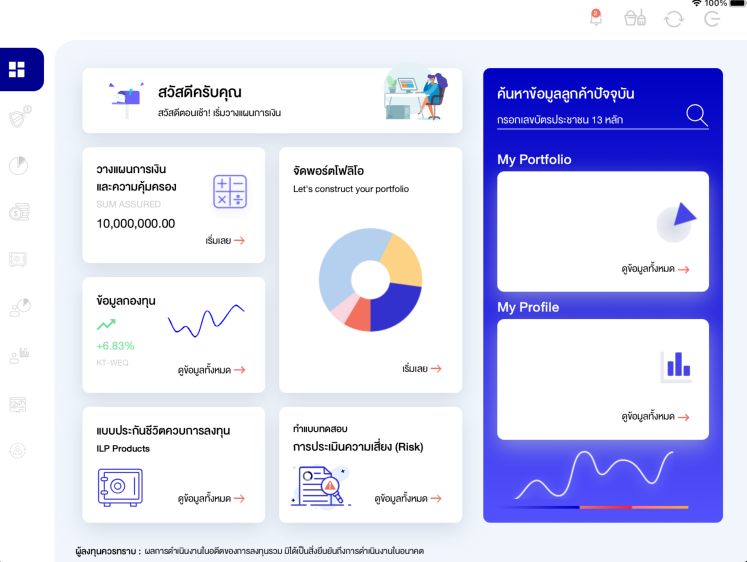 100%
2
สวัสดีครับคุณ
สวัสดีตอนเช้า! เริ่มวางแผนการเงิน
วางแผนการเงิน
และความคุ้มครอง
SUM ASSURED
10,000,000.00
เริ่มเลย
ข้อมูลกองทุน
+6.83%
KT-WEQ
ดูข้อมูลทั้งหมด
แบบประกันชีวิตควบการลงทุน
ILP Products
ดูข้อมูลทั้งหมด
จัดพอร์ตโฟลิโอ
Let's construct your portfolio
เริ่มเลย
ทำแบบทดสอบ
การประเมินความเสี่ยง (Risk)
ดูข้อมูลทั้งหมด
ค้นหาข้อมูลลูกค้าปัจจุบัน
กรอกเลขบัตรประชาชน 13 หลัก
My Portfolio
ดูข้อมูลทั้งหมด
My Profile
ดูข้อมูลทั้งหมด
ผู้ลงทุนควรทราบ : ผลการดำเนินงานในอดีตของการลงทุนรวม มิได้เป็นสิ่งยืนยันถึงการดำเนินงานในอนาคต